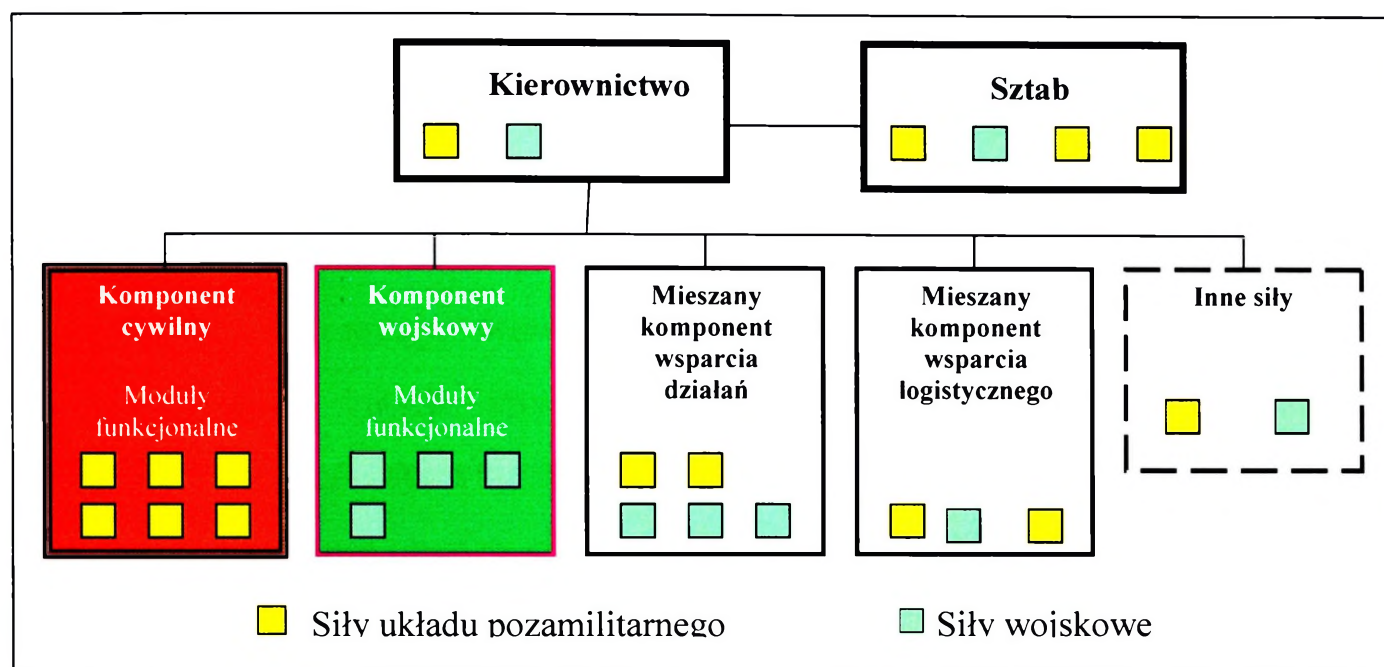 Kierownictwo
Sztab
Komponent
cywilny
Moduły
funkcjonalne
Komponent
wojskowy
Moduły
funkcjonalne
Mieszany
komponent
wsparcia
działań
Mieszany
komponent
wsparcia
logistycznego
Inne siły
Siły układu pozamilitarnego
Siły wojskowe